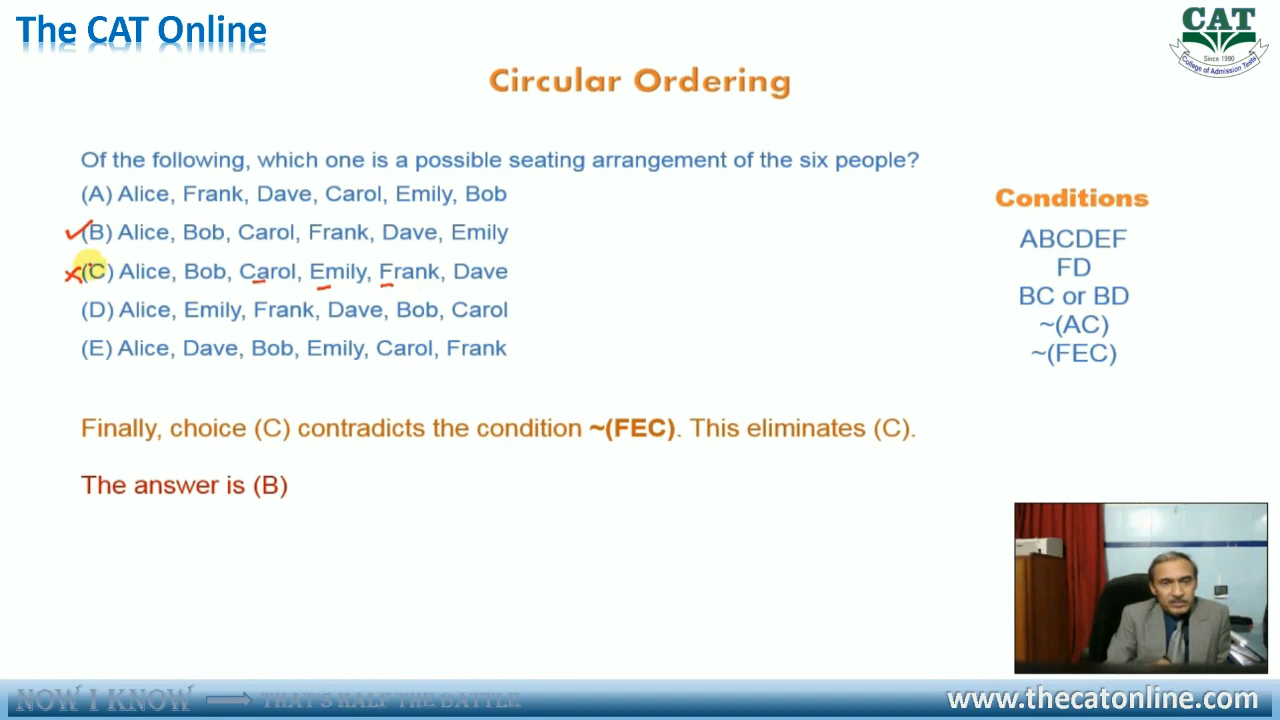 The CAT Online
CAT
Since 1990
College of Admission Tests
Circular Ordering
Of the following, which one is a possible seating arrangement of the six people?
(A) Alice, Frank, Dave, Carol, Emily, Bob
(B) Alice, Bob, Carol, Frank, Dave, Emily
(C) Alice, Bob, Carol, Emily, Frank, Dave
(D) Alice, Emily, Frank, Dave, Bob, Carol
(E) Alice, Dave, Bob, Emily, Carol, Frank
Conditions
ABCDEF
FD
BC or BD
~(AC)
~(FEC)
Finally, choice (C) contradicts the condition ~(FEC). This eliminates (C).
The answer is (B)
NOW I KNOW THAT'S HALF THE BATTLE
www.thecatonline.com